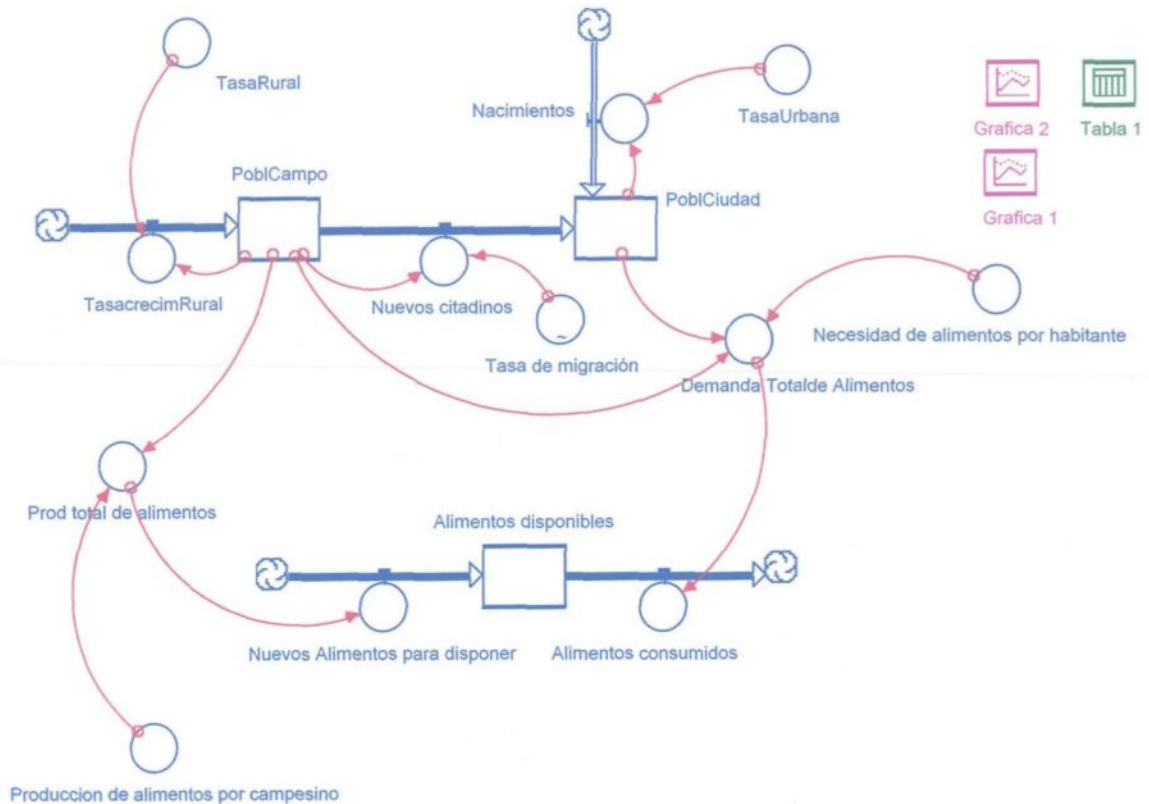 TasaRural
Nacimientos
TasaUrbana
Grafica 2
Tabla 1
PoblCampo
PoblCiudad
Grafica 1
TasacrecimRural
Nuevos citadinos
Necesidad de alimentos por habitante
Tasa de migración
~
Demanda Totalde Alimentos
Prod total de alimentos
Alimentos disponibles
Nuevos Alimentos para disponer
Alimentos consumidos
Produccion de alimentos por campesino